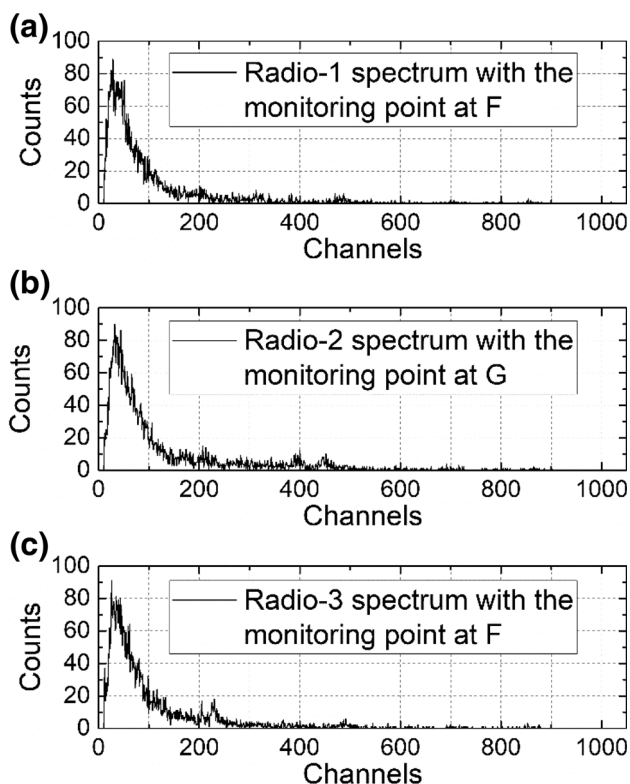 (a)
100
80
60
40
20
0
Counts
Radio-1 spectrum with the
monitoring point at F
0 200 400 600 800 1000
Channels
(b)
100
80
60
40
20
0
Counts
Radio-2 spectrum with the
monitoring point at G
0 200 400 600 800 1000
Channels
(c)
100
80
60
40
20
0
Counts
Radio-3 spectrum with the
monitoring point at F
0 200 400 600 800 1000
Channels